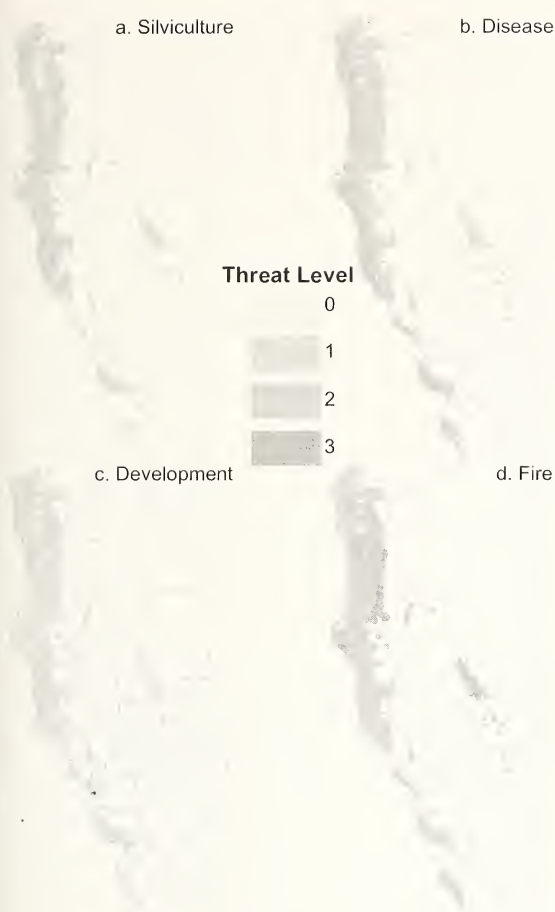 a. Silviculture
b. Disease
Threat Level
0
1
2
3
c. Development
d. Fire